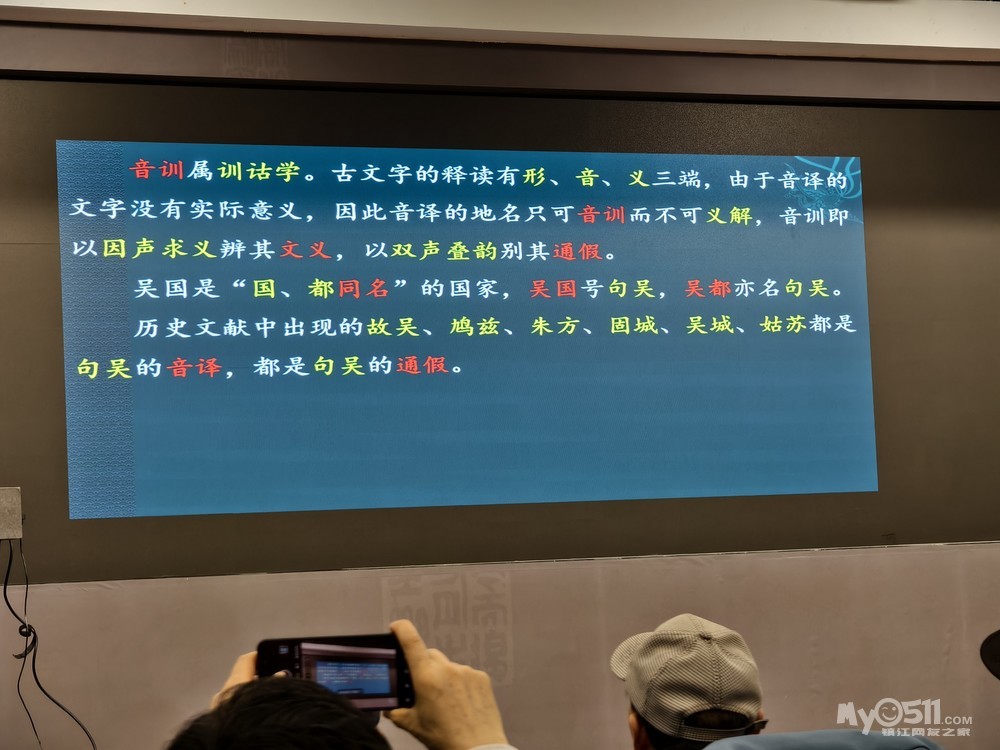 音训属训诂学。古文字的释读有形、音、义三端，由于音译的
文字没有实际意义，因此音译的地名只可音训而不可义解，音训即
以因声求义辨其文义，以双声叠韵别其通假。
吴国是“国、都同名”的国家，吴国号句吴，吴都亦名句吴。
历史文献中出现的故吴、鸠兹、朱方、固城、吴城、姑苏都是
句吴的音译，都是句吴的通假。
My0511.COM
镇江网友之家